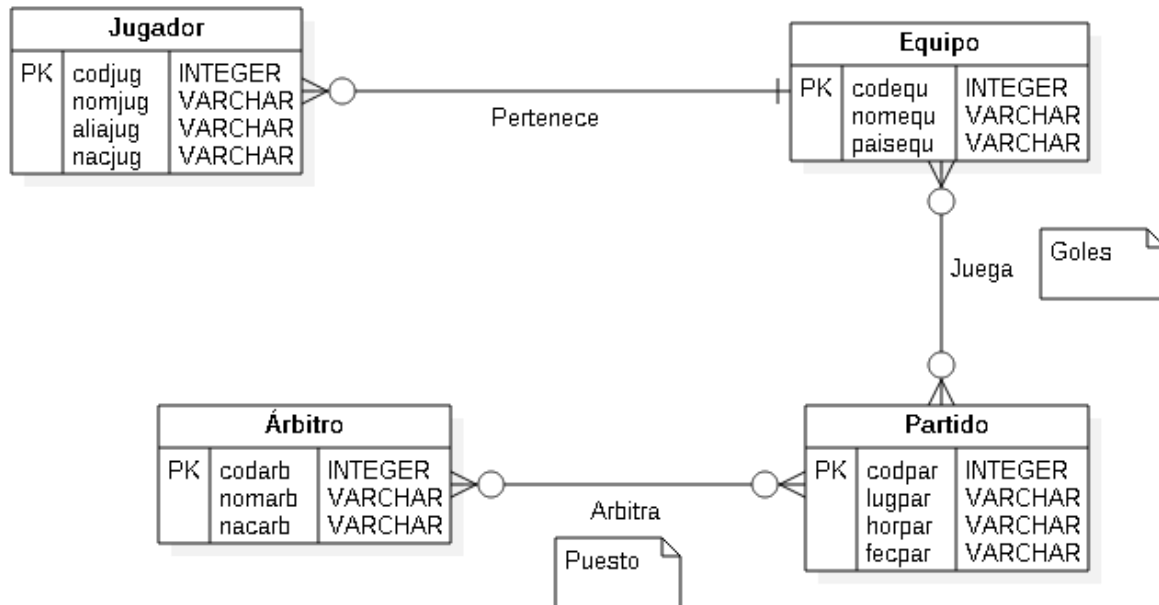 Jugador
PK codjug INTEGER
nomjug VARCHAR
aliajug VARCHAR
nacjug VARCHAR
Pertenece
Equipo
PK codequ INTEGER
nomequ VARCHAR
paisequ VARCHAR
Juega
Goles
Árbitro
PK codarb INTEGER
nomarb VARCHAR
nacarb VARCHAR
Arbitra
Puesto
Partido
PK codpar INTEGER
lugpar VARCHAR
horpar VARCHAR
fecpar VARCHAR